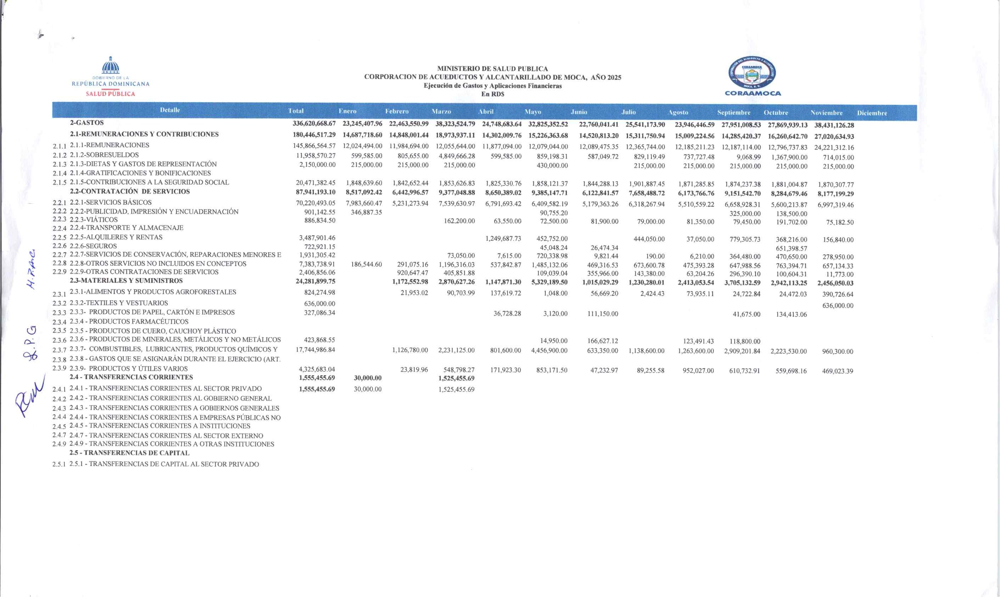 GOBIERNO DE LA
REPÚBLICA DOMINICANA
SALUD PÚBLICA
MINISTERIO DE SALUD PUBLICA
CORPORACION DE ACUEDUCTOS Y ALCANTARILLADO DE MOCA, AÑO 2025
Ejecución de Gastos y Aplicaciones Financieras
En RD$
CORPORACIÓN DEL ACUEDUCTO Y ALCANTARILLADO
CORAAMOCA
MOCA, R. D.
CORAAMOCA
Detalle Total Enero Febrero Marzo Abril Mayo Junio Julio Agosto Septiembre Octubre Noviembre Diciembre
2-GASTOS 336,620,668.67 23,245,407.96 22,463,550.99 38,323,524.79 24,748,683.64 32,825,352.52 22,760,041.41 25,541,173.90 23,946,446.59 27,951,008.53 27,869,939.13 38,431,126.28
2.1-REMUNERACIONES Y CONTRIBUCIONES 180,446,517.29 14,687,718.60 14,848,001.44 18,973,937.11 14,302,009.76 15,226,363.68 14,520,813.20 15,311,750.94 15,009,224.56 14,285,420.37 16,260,642.70 27,020,634.93
2.1.1 2.1.1-REMUNERACIONES 145,866,564.57 12,024,494.00 11,984,694.00 12,055,644.00 11,877,094.00 12,079,044.00 12,089,475.35 12,365,744.00 12,185,211.23 12,187,114.00 12,796,737.83 24,221,312.16
2.1.2 2.1.2-SOBRESUELDOS 11,958,570.27 599,585.00 805,655.00 4,849,666.28 599,585.00 859,198.31 587,049.72 829,119.49 737,727.48 9,068.99 1,367,900.00 714,015.00
2.1.3 2.1.3-DIETAS Y GASTOS DE REPRESENTACIÓN 2,150,000.00 215,000.00 215,000.00 215,000.00 430,000.00 215,000.00 215,000.00 215,000.00 215,000.00 215,000.00
2.1.4 2.1.4-GRATIFICACIONES Y BONIFICACIONES
2.1.5 2.1.5-CONTRIBUCIONES A LA SEGURIDAD SOCIAL 20,471,382.45 1,848,639.60 1,842,652.44 1,853,626.83 1,825,330.76 1,858,121.37 1,844,288.13 1,901,887.45 1,871,285.85 1,874,237.38 1,881,004.87 1,870,307.77
2.2-CONTRATACIÓN DE SERVICIOS 87,941,193.10 8,517,092.42 6,442,996.57 9,377,048.88 8,650,389.02 9,385,147.71 6,122,841.57 7,658,488.72 6,173,766.76 9,151,542.70 8,284,679.46 8,177,199.29
2.2.1 2.2.1-SERVICIOS BÁSICOS 70,220,493.05 7,983,660.47 5,231,273.94 7,539,630.97 6,791,693.42 6,409,582.19 5,179,363.26 6,318,267.94 5,510,559.22 6,658,928.31 5,600,213.87 6,997,319.46
2.2.2 2.2.2-PUBLICIDAD, IMPRESIÓN Y ENCUADERNACIÓN 901,142.55 346,887.35 90,755.20 325,000.00 138,500.00
2.2.3 2.2.3-VIÁTICOS 886,834.50 162,200.00 63,550.00 72,500.00 81,900.00 79,000.00 81,350.00 79,450.00 191,702.00 75,182.50
2.2.4 2.2.4-TRANSPORTE Y ALMACENAJE
2.2.5 2.2.5-ALQUILERES Y RENTAS 3,487,901.46 1,249,687.73 452,752.00 444,050.00 37,050.00 779,305.73 368,216.00 156,840.00
2.2.6 2.2.6-SEGUROS 722,921.15 45,048.24 26,474.34 651,398.57
2.2.7 2.2.7-SERVICIOS DE CONSERVACIÓN, REPARACIONES MENORES E 1,931,305.42 73,050.00 7,615.00 720,338.98 9,821.44 190.00 6,210.00 364,480.00 470,650.00 278,950.00
2.2.8 2.2.8-OTROS SERVICIOS NO INCLUIDOS EN CONCEPTOS 7,383,738.91 186,544.60 291,075.16 1,196,316.03 537,842.87 1,485,132.06 469,316.53 673,600.78 475,393.28 647,988.56 763,394.71 657,134.33
2.2.9 2.2.9-OTRAS CONTRATACIONES DE SERVICIOS 2,406,856.06 920,647.47 405,851.88 109,039.04 355,966.00 143,380.00 63,204.26 296,390.10 100,604.31 11,773.00
2.3-MATERIALES Y SUMINISTROS 24,281,899.75 1,172,552.98 2,870,627.26 1,147,871.30 5,329,189.50 1,015,029.29 1,230,280.01 2,413,053.54 3,705,132.59 2,942,113.25 2,456,050.03
2.3.1 2.3.1-ALIMENTOS Y PRODUCTOS AGROFORESTALES 824,274.98 21,953.02 90,703.99 137,619.72 1,048.00 56,669.20 2,424.43 73,935.11 24,722.84 24,472.03 390,726.64
2.3.2 2.3.2-TEXTILES Y VESTUARIOS 636,000.00 636,000.00
2.3.3 2.3.3- PRODUCTOS DE PAPEL, CARTÓN E IMPRESOS 327,086.34 36,728.28 3,120.00 111,150.00 41,675.00 134,413.06
2.3.4 2.3.4 - PRODUCTOS FARMACÉUTICOS
2.3.5 2.3.5 - PRODUCTOS DE CUERO, CAUCHOY PLÁSTICO
2.3.6 2.3.6 - PRODUCTOS DE MINERALES, METÁLICOS Y NO METÁLICOS 423,868.55 14,950.00 166,627.12 123,491.43 118,800.00
2.3.7 2.3.7- COMBUSTIBLES, LUBRICANTES, PRODUCTOS QUÍMICOS Y 17,744,986.84 1,126,780.00 2,231,125.00 801,600.00 4,456,900.00 633,350.00 1,138,600.00 1,263,600.00 2,909,201.84 2,223,530.00 960,300.00
2.3.8 2.3.8 - GASTOS QUE SE ASIGNARÁN DURANTE EL EJERCICIO (ART.
2.3.9 2.3.9- PRODUCTOS Y ÚTILES VARIOS 4,325,683.04 23,819.96 548,798.27 171,923.30 853,171.50 47,232.97 89,255.58 952,027.00 610,732.91 559,698.16 469,023.39
2.4 - TRANSFERENCIAS CORRIENTES 1,555,455.69 30,000.00 1,525,455.69
2.4.1 2.4.1 - TRANSFERENCIAS CORRIENTES AL SECTOR PRIVADO 1,555,455.69 30,000.00 1,525,455.69
2.4.2 2.4.2 - TRANSFERENCIAS CORRIENTES AL GOBIERNO GENERAL
2.4.3 2.4.3 - TRANSFERENCIAS CORRIENTES A GOBIERNOS GENERALES
2.4.4 2.4.4 - TRANSFERENCIAS CORRIENTES A EMPRESAS PÚBLICAS NO
2.4.5 2.4.5 - TRANSFERENCIAS CORRIENTES A INSTITUCIONES
2.4.7 2.4.7 - TRANSFERENCIAS CORRIENTES AL SECTOR EXTERNO
2.4.9 2.4.9 - TRANSFERENCIAS CORRIENTES A OTRAS INSTITUCIONES
2.5 - TRANSFERENCIAS DE CAPITAL
2.5.1 2.5.1 - TRANSFERENCIAS DE CAPITAL AL SECTOR PRIVADO